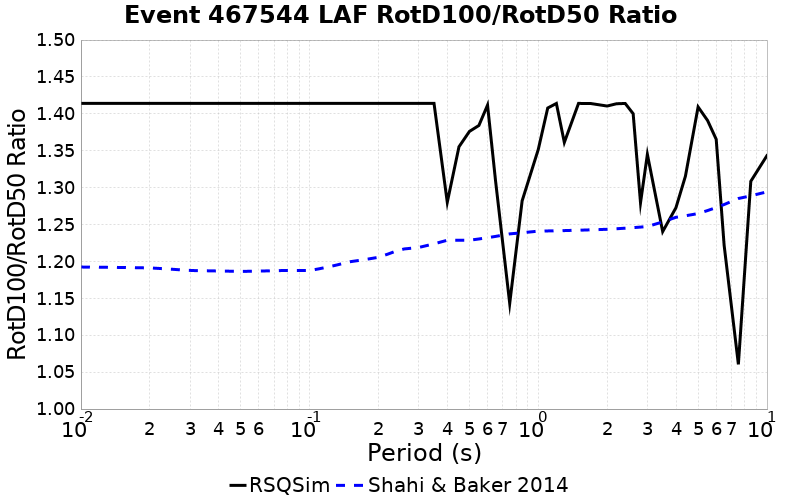 Event 467544 LAF RotD100/RotD50 Ratio
RotD100/RotD50 Ratio
1.50
1.45
1.40
1.35
1.30
1.25
1.20
1.15
1.10
1.05
1.00
10-2 2 3 4 5 6 10-1 2 3 4 5 6 7 100 2 3 4 5 6 7 101
Period (s)
RSQSim Shahi & Baker 2014